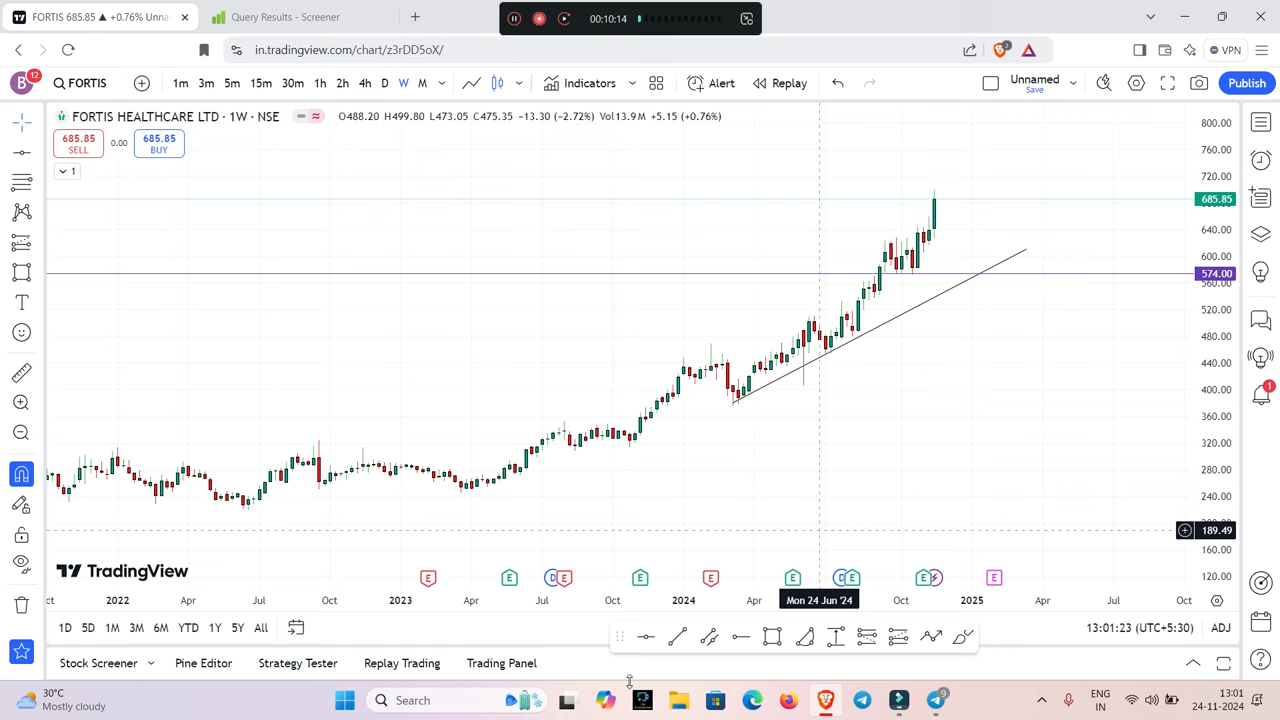 FORTIS 685.85 ▲ +0.76% Unna
Query Results - Screener
00:10:14
in.tradingview.com/chart/z3rDD5oX/
2
VPN
B
12
FORTIS
1m 3m 5m 15m 30m 1h 2h 4h D W M
Indicators
Alert
Replay
Unnamed
Save
Publish
FORTIS HEALTHCARE LTD · 1W · NSE
O488.20 H499.80 L473.05 C475.35 −13.30 (−2.72%) Vol13.9M +5.15 (+0.76%)
685.85
SELL
0.00
685.85
BUY
1
800.00
760.00
720.00
685.85
640.00
600.00
574.00
560.00
520.00
480.00
440.00
400.00
360.00
320.00
280.00
240.00
189.49
160.00
120.00
1
TradingView
E E D E E E E D E E E
ct 2022 Apr Jul Oct 2023 Apr Jul Oct 2024 Apr Mon 24 Jun '24 Oct 2025 Apr Jul Oct
1D 5D 1M 3M 6M YTD 1Y 5Y All
13:01:23 (UTC+5:30) ADJ
Stock Screener
Pine Editor
Strategy Tester
Replay Trading
Trading Panel
30°C
Mostly cloudy
Search
9
ENG
IN
13:01
24-11-2024